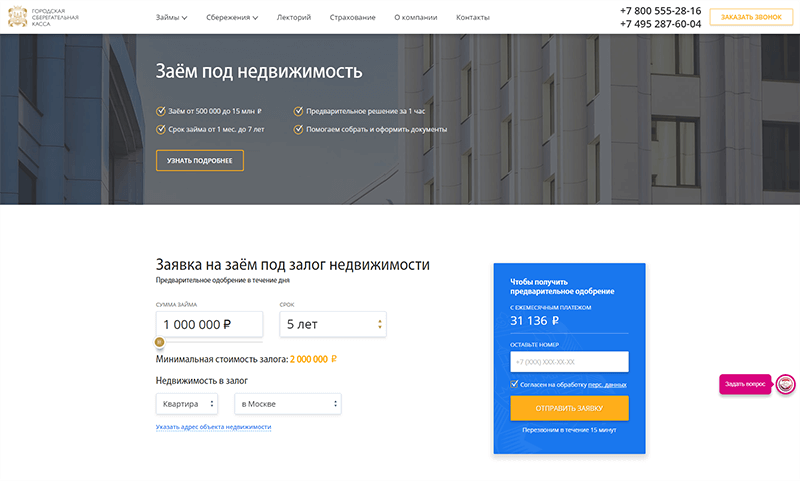 ГОРОДСКАЯ
СБЕРЕГАТЕЛЬНАЯ
КАССА
Займы Сбережения Лекторий Страхование О компании Контакты
+7 800 555-28-16
+7 495 287-60-04
ЗАКАЗАТЬ ЗВОНОК
Заём под недвижимость
Заём от 500 000 до 15 млн ₽
Предварительное решение за 1 час
Срок займа от 1 мес. до 7 лет
Помогаем собрать и оформить документы
УЗНАТЬ ПОДРОБНЕЕ
Заявка на заём под залог недвижимости
Предварительное одобрение в течение дня
СУММА ЗАЙМА СРОК
1 000 000 ₽ 5 лет
Минимальная стоимость залога: 2 000 000 ₽
Недвижимость в залог
Квартира в Москве
Указать адрес объекта недвижимости
Чтобы получить
предварительное одобрение
С ЕЖЕМЕСЯЧНЫМ ПЛАТЕЖОМ
31 136 ₽
ОСТАВЬТЕ НОМЕР
+7 (XXX) XXX-XX-XX
Согласен на обработку перс. данных
ОТПРАВИТЬ ЗАЯВКУ
Перезвоним в течение 15 минут
Задать вопрос